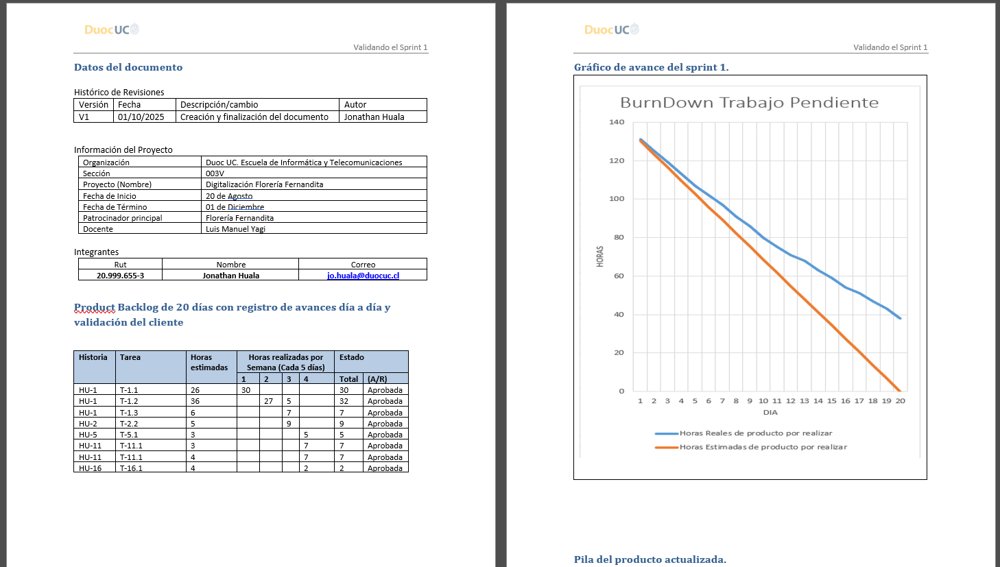 DuocUC
Validando el Sprint 1
Datos del documento
Histórico de Revisiones
Versión Fecha Descripción/cambio Autor
V1 01/10/2025 Creación y finalización del documento Jonathan Huala
Información del Proyecto
Organización Duoc UC. Escuela de Informática y Telecomunicaciones
Sección 003V
Proyecto (Nombre) Digitalización Florería Fernandita
Fecha de Inicio 20 de Agosto
Fecha de Término 01 de Diciembre
Patrocinador principal Florería Fernandita
Docente Luis Manuel Yagi
Integrantes
Rut Nombre Correo
20.999.655-3 Jonathan Huala jo.huala@duocuc.cl
Product Backlog de 20 días con registro de avances día a día y
validación del cliente
Historia Tarea Horas Horas realizadas por Estado
estimadas Semana (Cada 5 días)
1 2 3 4 Total (A/R)
HU-1 T-1.1 26 30 30 Aprobada
HU-1 T-1.2 36 27 5 32 Aprobada
HU-1 T-1.3 6 7 7 Aprobada
HU-2 T-2.2 5 9 9 Aprobada
HU-5 T-5.1 3 5 5 Aprobada
HU-11 T-11.1 3 7 7 Aprobada
HU-11 T-11.1 4 7 7 Aprobada
HU-16 T-16.1 4 2 2 Aprobada
DuocUC
Validando el Sprint 1
Gráfico de avance del sprint 1.
BurnDown Trabajo Pendiente
140
120
100
80
60
40
20
0
HORAS
1 2 3 4 5 6 7 8 9 10 11 12 13 14 15 16 17 18 19 20
DIA
Horas Reales de producto por realizar
Horas Estimadas de producto por realizar
Pila del producto actualizada.